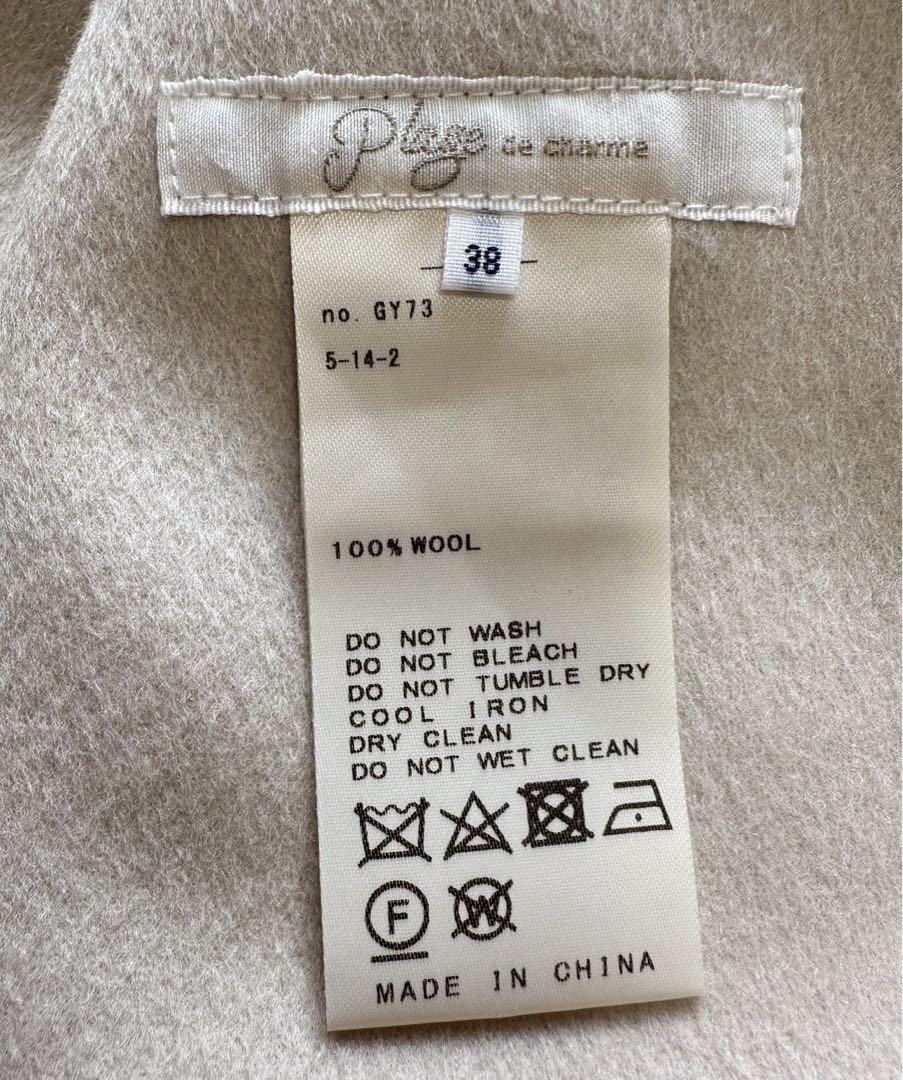 Plage de charme
38
no. GY73
5-14-2
100% WOOL
DO NOT WASH
DO NOT BLEACH
DO NOT TUMBLE DRY
COOL IRON
DRY CLEAN
DO NOT WET CLEAN
F W
MADE IN CHINA